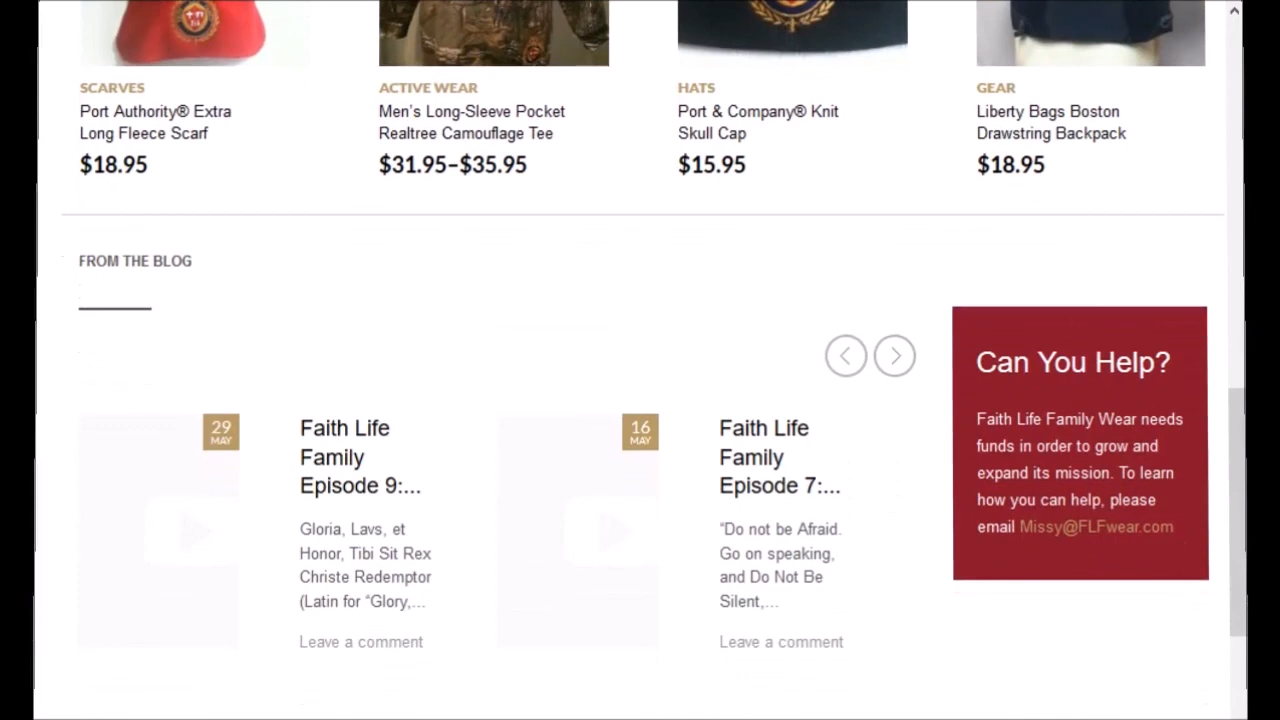 SCARVES
Port Authority® Extra
Long Fleece Scarf
$18.95
ACTIVE WEAR
Men's Long-Sleeve Pocket
Realtree Camouflage Tee
$31.95–$35.95
HATS
Port & Company® Knit
Skull Cap
$15.95
GEAR
Liberty Bags Boston
Drawstring Backpack
$18.95
FROM THE BLOG
29
MAY
Faith Life
Family
Episode 9:...
Gloria, Lavs, et
Honor, Tibi Sit Rex
Christe Redemptor
(Latin for “Glory,...
Leave a comment
16
MAY
Faith Life
Family
Episode 7:...
“Do not be Afraid.
Go on speaking,
and Do Not Be
Silent,...
Leave a comment
Can You Help?
Faith Life Family Wear needs
funds in order to grow and
expand its mission. To learn
how you can help, please
email Missy@FLFwear.com